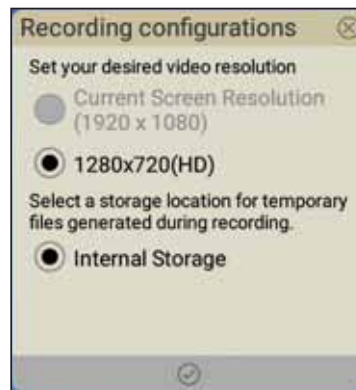 Recording configurations
Set your desired video resolution
Current Screen Resolution
(1920 x 1080)
1280x720(HD)
Select a storage location for temporary
files generated during recording.
Internal Storage